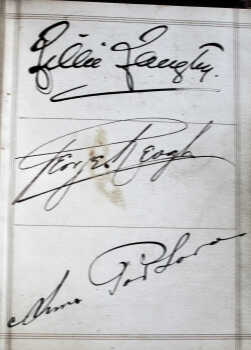 Lillie Langtry.
George Keogh
Anna Pavlova